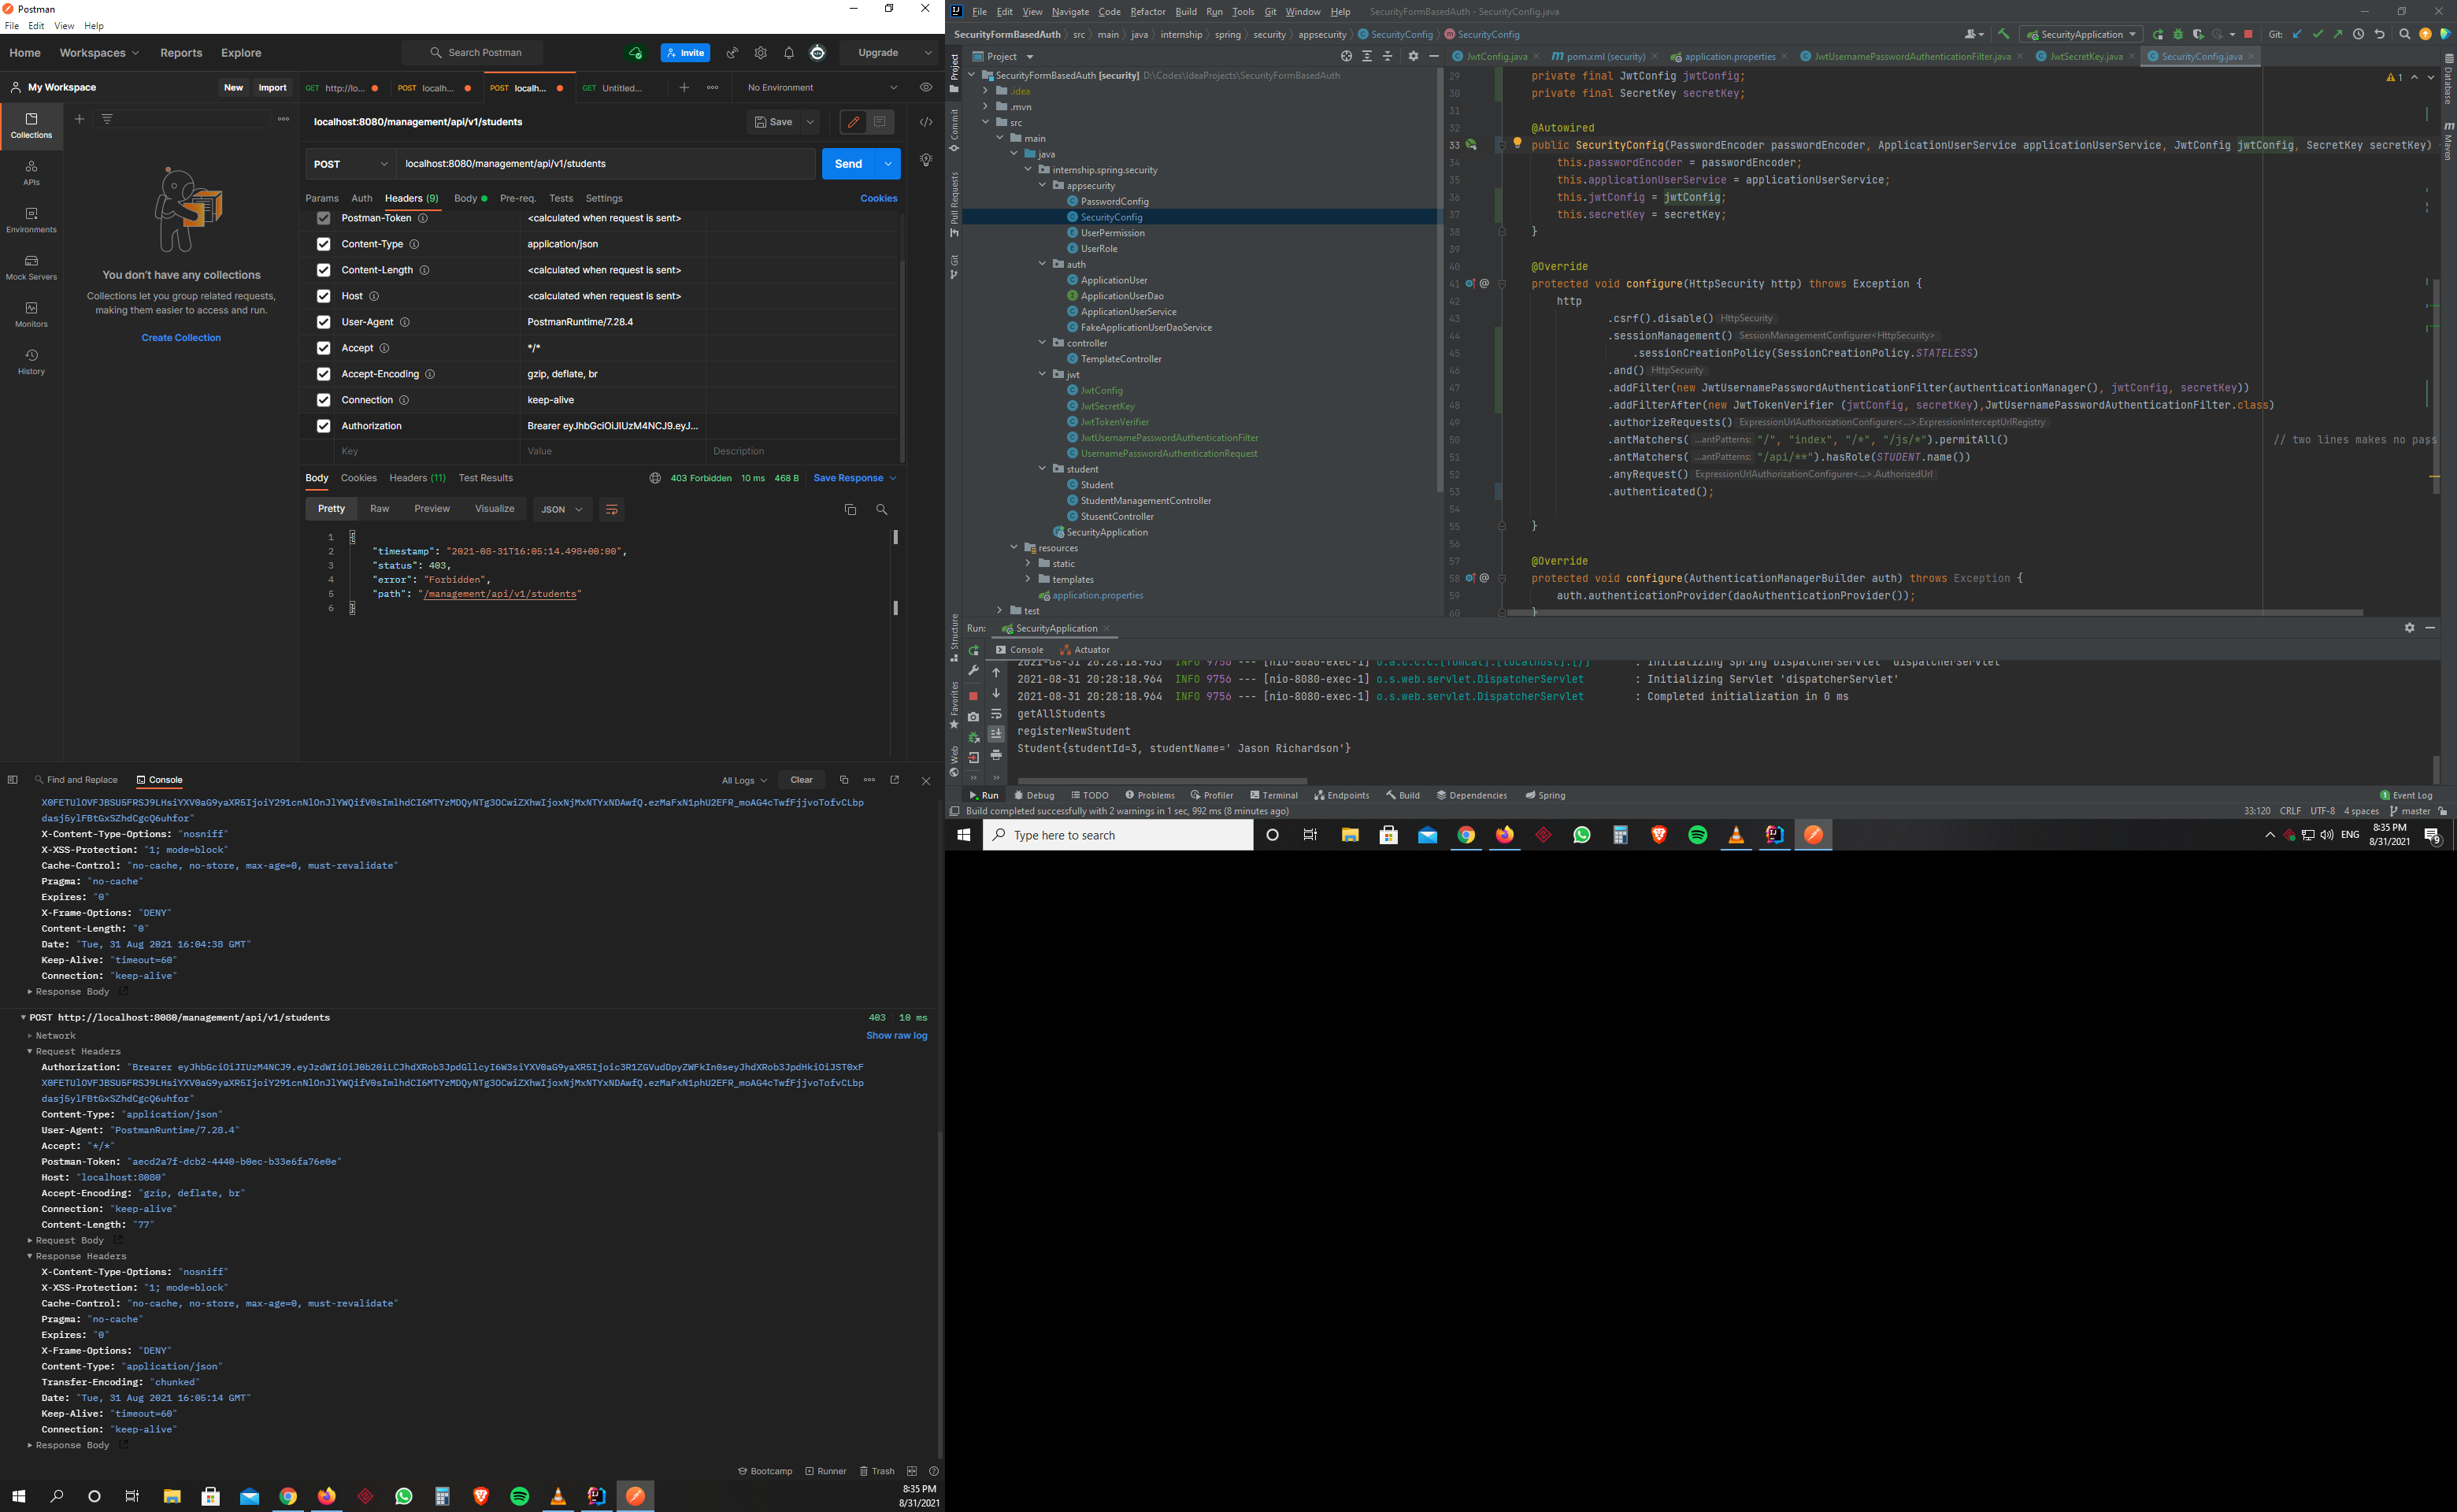 Postman
File Edit View Help
Home Workspaces Reports Explore Search Postman Invite Upgrade
My Workspace New Import GET http://lo... POST localh... POST localh... GET Untitled... No Environment
Collections
APIs
Environments
Mock Servers
Monitors
History
You don't have any collections
Collections let you group related requests,
making them easier to access and run.
Create Collection
localhost:8080/management/api/v1/students Save
POST localhost:8080/management/api/v1/students Send
Params Auth Headers (9) Body Pre-req. Tests Settings Cookies
Postman-Token <calculated when request is sent>
Content-Type application/json
Content-Length <calculated when request is sent>
Host <calculated when request is sent>
User-Agent PostmanRuntime/7.28.4
Accept */*
Accept-Encoding gzip, deflate, br
Connection keep-alive
Authorization Brearer eyJhbGciOiJIUzM4NCJ9.eyJ...
Key Value Description
Body Cookies Headers (11) Test Results 403 Forbidden 10 ms 468 B Save Response
Pretty Raw Preview Visualize JSON
1 {
2 "timestamp": "2021-08-31T16:05:14.498+00:00",
3 "status": 403,
4 "error": "Forbidden",
5 "path": "/management/api/v1/students"
6 }
Find and Replace Console All Logs Clear
dasj5ylFBtGxSZhdCgcQ6uhfor"
X-Content-Type-Options: "nosniff"
X-XSS-Protection: "1; mode=block"
Cache-Control: "no-cache, no-store, max-age=0, must-revalidate"
Pragma: "no-cache"
Expires: "0"
X-Frame-Options: "DENY"
Content-Length: "0"
Date: "Tue, 31 Aug 2021 16:04:38 GMT"
Keep-Alive: "timeout=60"
Connection: "keep-alive"
Response Body
POST http://localhost:8080/management/api/v1/students 403 10 ms
Network Show raw log
Request Headers
Authorization: "Brearer
dasj5ylFBtGxSZhdCgcQ6uhfor"
Content-Type: "application/json"
User-Agent: "PostmanRuntime/7.28.4"
Accept: "*/*"
Postman-Token: "aecd2a7f-dcb2-4440-b0ec-b33e6fa76e0e"
Host: "localhost:8080"
Accept-Encoding: "gzip, deflate, br"
Connection: "keep-alive"
Content-Length: "77"
Request Body
Response Headers
X-Content-Type-Options: "nosniff"
X-XSS-Protection: "1; mode=block"
Cache-Control: "no-cache, no-store, max-age=0, must-revalidate"
Pragma: "no-cache"
Expires: "0"
X-Frame-Options: "DENY"
Content-Type: "application/json"
Transfer-Encoding: "chunked"
Date: "Tue, 31 Aug 2021 16:05:14 GMT"
Keep-Alive: "timeout=60"
Connection: "keep-alive"
Response Body
Bootcamp Runner Trash
8:35 PM
8/31/2021
File Edit View Navigate Code Refactor Build Run Tools Git Window Help SecurityFormBasedAuth - SecurityConfig.java
SecurityFormBasedAuth src main java internship spring security appsecurity SecurityConfig SecurityConfig SecurityApplication Git:
Project JwtConfig.java pom.xml (security) application.properties JwtUsernamePasswordAuthenticationFilter.java JwtSecretKey.java SecurityConfig.java
Project
Commit
Pull Requests
Git
Structure
Favorites
Web
Database
Maven
SecurityFormBasedAuth [security] D:\Codes\IdeaProjects\SecurityFormBasedAuth
.idea
.mvn
src
main
java
internship.spring.security
appsecurity
PasswordConfig
SecurityConfig
UserPermission
UserRole
auth
ApplicationUser
ApplicationUserDao
ApplicationUserService
FakeApplicationUserDaoService
controller
TemplateController
jwt
JwtConfig
JwtSecretKey
JwtTokenVerifier
JwtUsernamePasswordAuthenticationFilter
UsernamePasswordAuthenticationRequest
student
Student
StudentManagementController
StusentController
SecurityApplication
resources
static
templates
application.properties
test
29 private final JwtConfig jwtConfig; 1
30 private final SecretKey secretKey;
31
32 @Autowired
33 public SecurityConfig(PasswordEncoder passwordEncoder, ApplicationUserService applicationUserService, JwtConfig jwtConfig, SecretKey secretKey)
34 this.passwordEncoder = passwordEncoder;
35 this.applicationUserService = applicationUserService;
36 this.jwtConfig = jwtConfig;
37 this.secretKey = secretKey;
38 }
39
40 @Override
41 @ protected void configure(HttpSecurity http) throws Exception {
42 http
43 .csrf().disable() HttpSecurity
44 .sessionManagement() SessionManagementConfigurer<HttpSecurity>
45 .sessionCreationPolicy(SessionCreationPolicy.STATELESS)
46 .and() HttpSecurity
47 .addFilter(new JwtUsernamePasswordAuthenticationFilter(authenticationManager(), jwtConfig, secretKey))
48 .addFilterAfter(new JwtTokenVerifier (jwtConfig, secretKey),JwtUsernamePasswordAuthenticationFilter.class)
49 .authorizeRequests() ExpressionUrlAuthorizationConfigurer<...>.ExpressionInterceptUrlRegistry
50 .antMatchers( ...antPatterns: "/", "index", "/*", "/js/*").permitAll() // two lines makes no pass
51 .antMatchers( ...antPatterns: "/api/**").hasRole(STUDENT.name())
52 .anyRequest() ExpressionUrlAuthorizationConfigurer<...>.AuthorizedUrl
53 .authenticated();
54
55 }
56
57 @Override
58 @ protected void configure(AuthenticationManagerBuilder auth) throws Exception {
59 auth.authenticationProvider(daoAuthenticationProvider());
60 }
Run: SecurityApplication
Console Actuator
2021-08-31 20:28:18.963 INFO 9756 --- [nio-8080-exec-1] o.a.c.c.C.[Tomcat].[localhost].[/] : Initializing Spring DispatcherServlet 'dispatcherServlet'
2021-08-31 20:28:18.964 INFO 9756 --- [nio-8080-exec-1] o.s.web.servlet.DispatcherServlet : Initializing Servlet 'dispatcherServlet'
2021-08-31 20:28:18.964 INFO 9756 --- [nio-8080-exec-1] o.s.web.servlet.DispatcherServlet : Completed initialization in 0 ms
getAllStudents
registerNewStudent
Student{studentId=3, studentName=' Jason Richardson'}
Run Debug TODO Problems Profiler Terminal Endpoints Build Dependencies Spring 1 Event Log
Build completed successfully with 2 warnings in 1 sec, 992 ms (8 minutes ago) 33:120 CRLF UTF-8 4 spaces master
Type here to search ENG 8:35 PM
8/31/2021 9